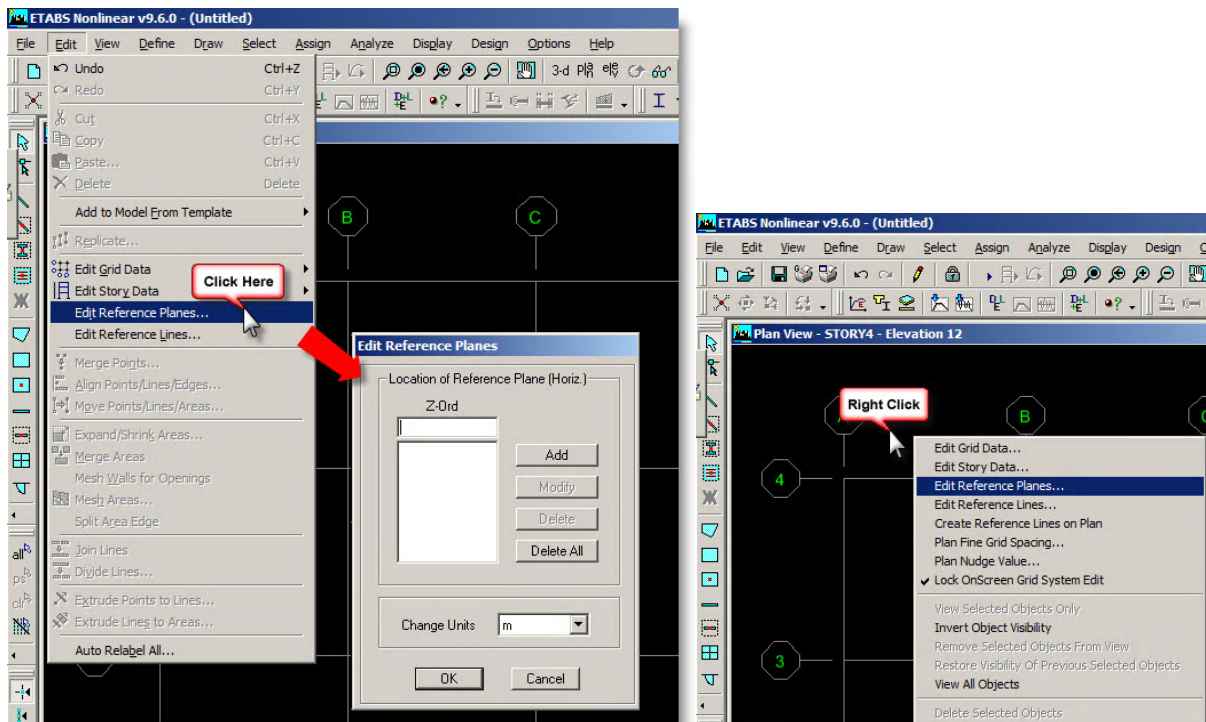 ETABS Nonlinear v9.6.0 - (Untitled)
File Edit View Define Draw Select Assign Analyze Display Design Options Help
Undo Ctrl+Z
Redo Ctrl+Y
Cut Ctrl+X
Copy Ctrl+C
Paste... Ctrl+V
Delete Delete
Add to Model From Template
Replicate...
Edit Grid Data
Edit Story Data
Edit Reference Planes...
Edit Reference Lines...
Merge Points...
Align Points/Lines/Edges...
Move Points/Lines/Areas...
Expand/Shrink Areas...
Merge Areas
Mesh Walls for Openings
Mesh Areas...
Split Area Edge
Join Lines
Divide Lines...
Extrude Points to Lines...
Extrude Lines to Areas...
Auto Relabel All...
3-d
all
ps
clr
Click Here
B
C
Edit Reference Planes
Location of Reference Plane (Horiz.)
Z-Ord
Add
Modify
Delete
Delete All
Change Units m
OK Cancel
ETABS Nonlinear v9.6.0 - (Untitled)
File Edit View Define Draw Select Assign Analyze Display Design
Plan View - STORY4 - Elevation 12
Right Click
B
4
3
Edit Grid Data...
Edit Story Data...
Edit Reference Planes...
Edit Reference Lines...
Create Reference Lines on Plan
Plan Fine Grid Spacing...
Plan Nudge Value...
Lock OnScreen Grid System Edit
View Selected Objects Only
Invert Object Visibility
Remove Selected Objects From View
Restore Visibility Of Previous Selected Objects
View All Objects
Delete Selected Objects